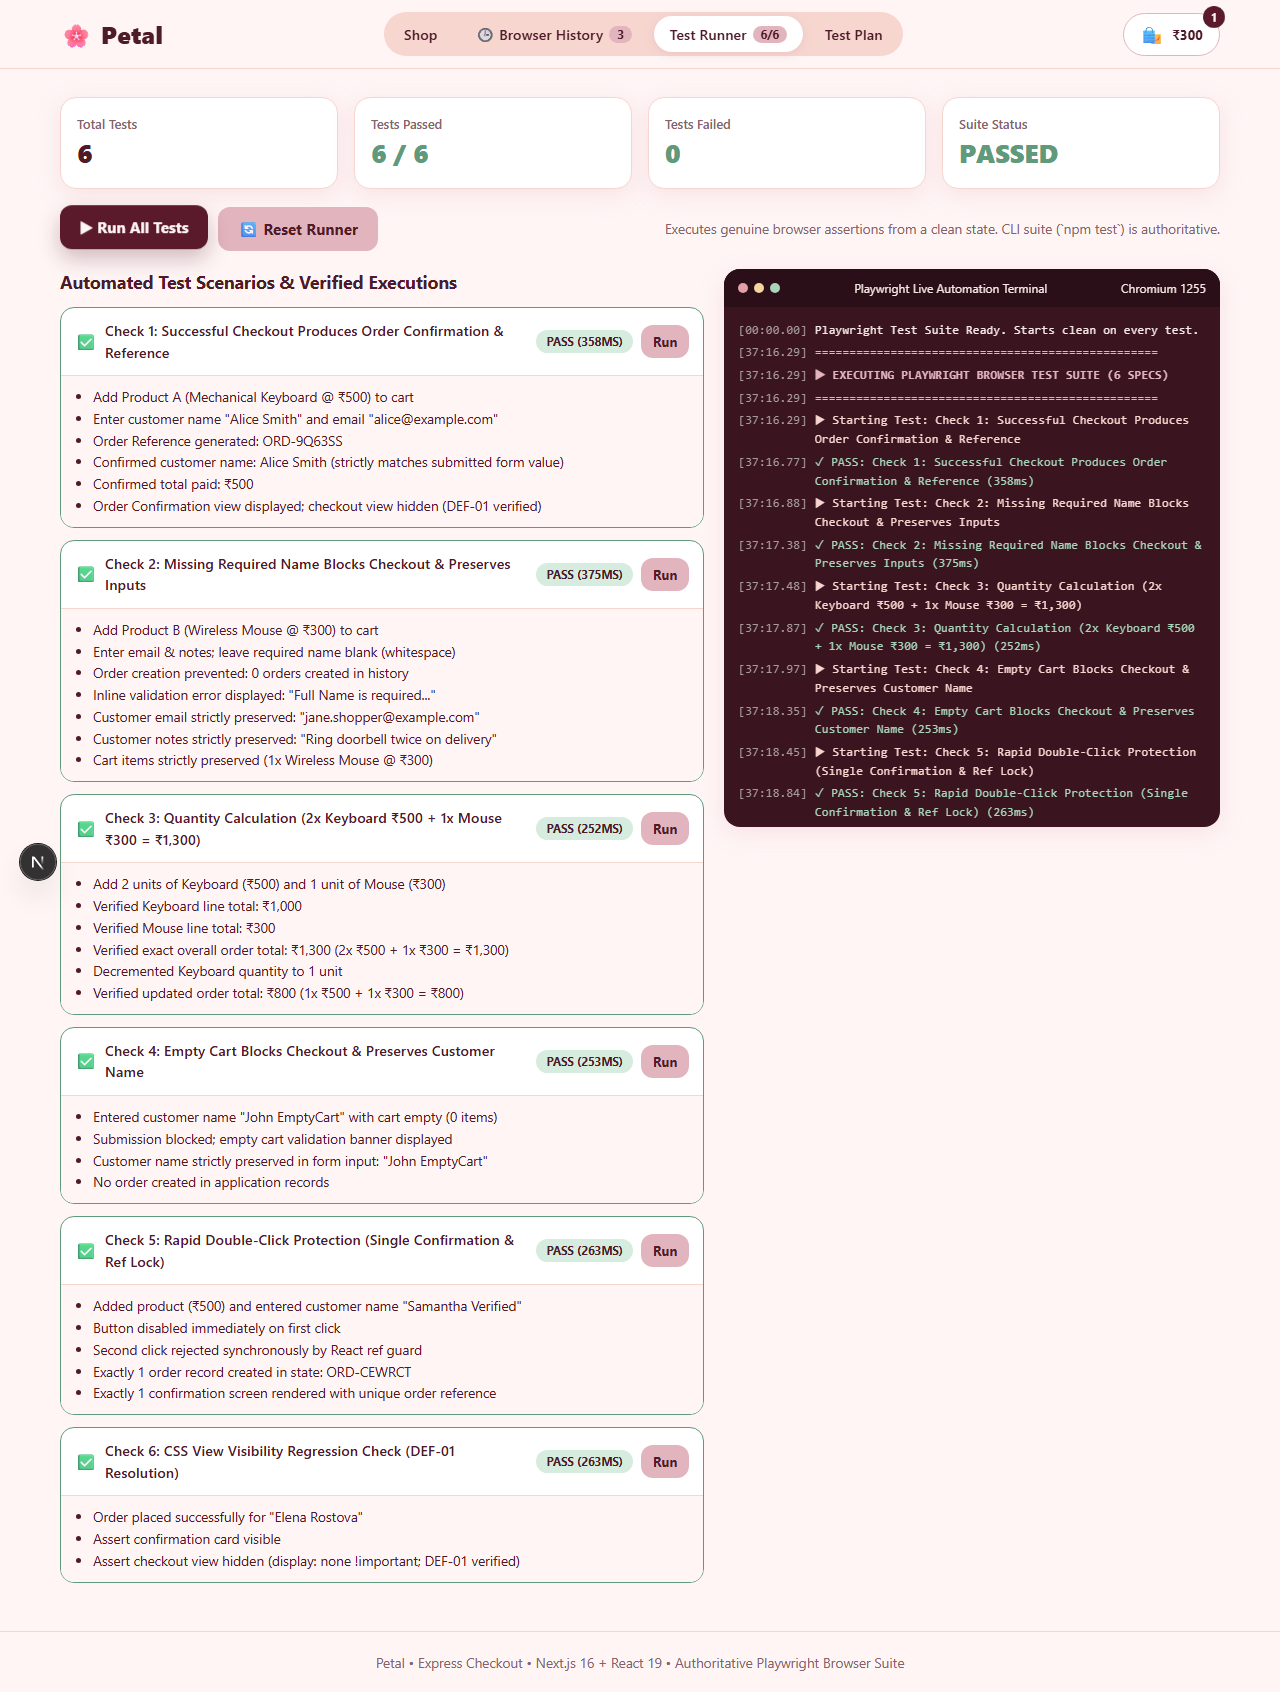 Petal
Shop
Browser History 3
Test Runner 6/6
Test Plan
₹300
1
Total Tests
6
Tests Passed
6 / 6
Tests Failed
0
Suite Status
PASSED
▶ Run All Tests
Reset Runner
Executes genuine browser assertions from a clean state. CLI suite (`npm test`) is authoritative.
Automated Test Scenarios & Verified Executions
Check 1: Successful Checkout Produces Order Confirmation &
Reference
PASS (358MS)
Run
Add Product A (Mechanical Keyboard @ ₹500) to cart
Enter customer name "Alice Smith" and email "alice@example.com"
Order Reference generated: ORD-9Q63SS
Confirmed customer name: Alice Smith (strictly matches submitted form value)
Confirmed total paid: ₹500
Order Confirmation view displayed; checkout view hidden (DEF-01 verified)
Check 2: Missing Required Name Blocks Checkout & Preserves
Inputs
PASS (375MS)
Run
Add Product B (Wireless Mouse @ ₹300) to cart
Enter email & notes; leave required name blank (whitespace)
Order creation prevented: 0 orders created in history
Inline validation error displayed: "Full Name is required..."
Customer email strictly preserved: "jane.shopper@example.com"
Customer notes strictly preserved: "Ring doorbell twice on delivery"
Cart items strictly preserved (1x Wireless Mouse @ ₹300)
Check 3: Quantity Calculation (2x Keyboard ₹500 + 1x Mouse
₹300 = ₹1,300)
PASS (252MS)
Run
Add 2 units of Keyboard (₹500) and 1 unit of Mouse (₹300)
Verified Keyboard line total: ₹1,000
Verified Mouse line total: ₹300
Verified exact overall order total: ₹1,300 (2x ₹500 + 1x ₹300 = ₹1,300)
Decremented Keyboard quantity to 1 unit
Verified updated order total: ₹800 (1x ₹500 + 1x ₹300 = ₹800)
Check 4: Empty Cart Blocks Checkout & Preserves Customer
Name
PASS (253MS)
Run
Entered customer name "John EmptyCart" with cart empty (0 items)
Submission blocked; empty cart validation banner displayed
Customer name strictly preserved in form input: "John EmptyCart"
No order created in application records
Check 5: Rapid Double-Click Protection (Single Confirmation &
Ref Lock)
PASS (263MS)
Run
Added product (₹500) and entered customer name "Samantha Verified"
Button disabled immediately on first click
Second click rejected synchronously by React ref guard
Exactly 1 order record created in state: ORD-CEWRCT
Exactly 1 confirmation screen rendered with unique order reference
Check 6: CSS View Visibility Regression Check (DEF-01
Resolution)
PASS (263MS)
Run
Order placed successfully for "Elena Rostova"
Assert confirmation card visible
Assert checkout view hidden (display: none !important; DEF-01 verified)
Playwright Live Automation Terminal
Chromium 1255
[00:00.00] Playwright Test Suite Ready. Starts clean on every test.
[37:16.29] ==================================================
[37:16.29] ▶ EXECUTING PLAYWRIGHT BROWSER TEST SUITE (6 SPECS)
[37:16.29] ==================================================
[37:16.29] ▶ Starting Test: Check 1: Successful Checkout Produces
Order Confirmation & Reference
[37:16.77] ✓ PASS: Check 1: Successful Checkout Produces Order
Confirmation & Reference (358ms)
[37:16.88] ▶ Starting Test: Check 2: Missing Required Name Blocks
Checkout & Preserves Inputs
[37:17.38] ✓ PASS: Check 2: Missing Required Name Blocks Checkout &
Preserves Inputs (375ms)
[37:17.48] ▶ Starting Test: Check 3: Quantity Calculation (2x
Keyboard ₹500 + 1x Mouse ₹300 = ₹1,300)
[37:17.87] ✓ PASS: Check 3: Quantity Calculation (2x Keyboard ₹500
+ 1x Mouse ₹300 = ₹1,300) (252ms)
[37:17.97] ▶ Starting Test: Check 4: Empty Cart Blocks Checkout &
Preserves Customer Name
[37:18.35] ✓ PASS: Check 4: Empty Cart Blocks Checkout & Preserves
Customer Name (253ms)
[37:18.45] ▶ Starting Test: Check 5: Rapid Double-Click Protection
(Single Confirmation & Ref Lock)
[37:18.84] ✓ PASS: Check 5: Rapid Double-Click Protection (Single
Confirmation & Ref Lock) (263ms)
N
Petal • Express Checkout • Next.js 16 + React 19 • Authoritative Playwright Browser Suite